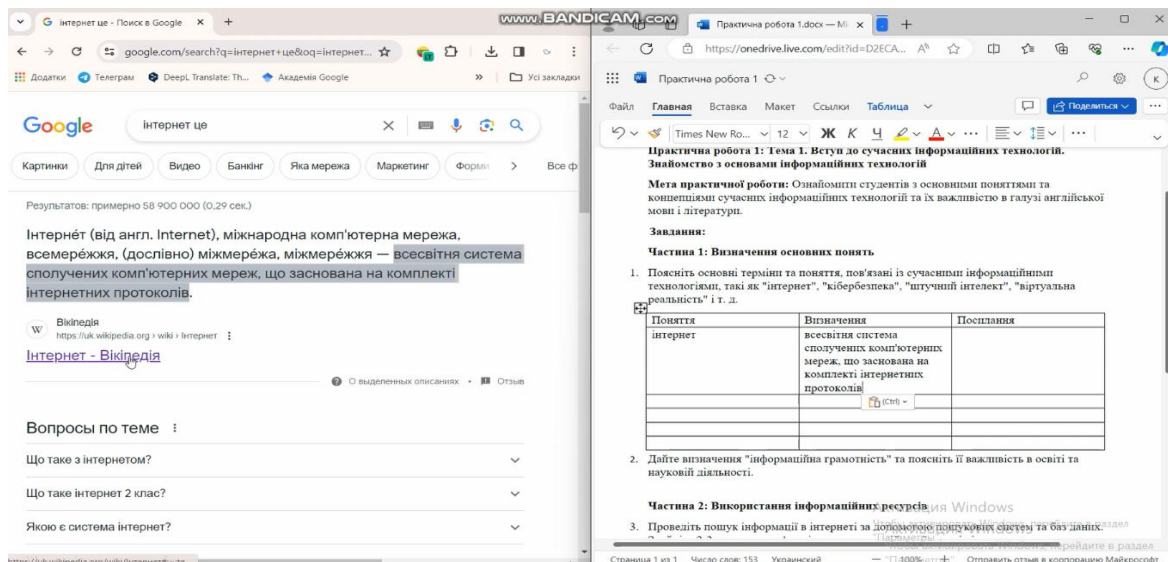 www.BANDICAM.com
інтернет це - Поиск в Google
google.com/search?q=інтернет+це&oq=інтернет...
Додатки Телеграм DeepL Translate: Th... Академія Google » Усі закладки
Google
інтернет це
Картинки Для дітей Видео Банкінг Яка мережа Маркетинг Форми Все ф
Результатов: примерно 58 900 000 (0,29 сек.)
Інтерне́т (від англ. Internet), міжнародна комп'ютерна мережа,
всемере́жжя, (дослівно) міжмере́жа, міжмере́жжя — всесвітня система
сполучених комп'ютерних мереж, що заснована на комплекті
інтернетних протоколів.
W
Вікіпедія
https://uk.wikipedia.org › wiki › Інтернет
Інтернет - Вікіпедія
О выделенных описаниях • Отзыв
Вопросы по теме
Що таке з інтернетом?
Що таке інтернет 2 клас?
Якою є система інтернет?
Практична робота 1.docx — Mi
https://onedrive.live.com/edit?id=D2ECA...
Практична робота 1
К
Файл Главная Вставка Макет Ссылки Таблица Поделиться
Times New Ro... 12 Ж К Ч
Практична робота 1: Тема 1. Вступ до сучасних інформаційних технологій.
Знайомство з основами інформаційних технологій
Мета практичної роботи: Ознайомити студентів з основними поняттями та
концепціями сучасних інформаційних технологій та їх важливістю в галузі англійської
мови і літератури.
Завдання:
Частина 1: Визначення основних понять
1. Поясніть основні терміни та поняття, пов'язані із сучасними інформаційними
технологіями, такі як "інтернет", "кібербезпека", "штучний інтелект", "віртуальна
реальність" і т. д.
Поняття Визначення Посилання
інтернет всесвітня система
сполучених комп'ютерних
мереж, що заснована на
комплекті інтернетних
протоколів
(Ctrl)
2. Дайте визначення "інформаційна грамотність" та поясніть її важливість в освіті та
науковій діяльності.
Частина 2: Використання інформаційних ресурсів
Активация Windows
3. Проведіть пошук інформації в інтернеті за допомогою пошукових систем та баз даних.
Страница 1 из 1 Число слов: 153 Украинский 100% Отправить отзыв в корпорацию Майкрософт